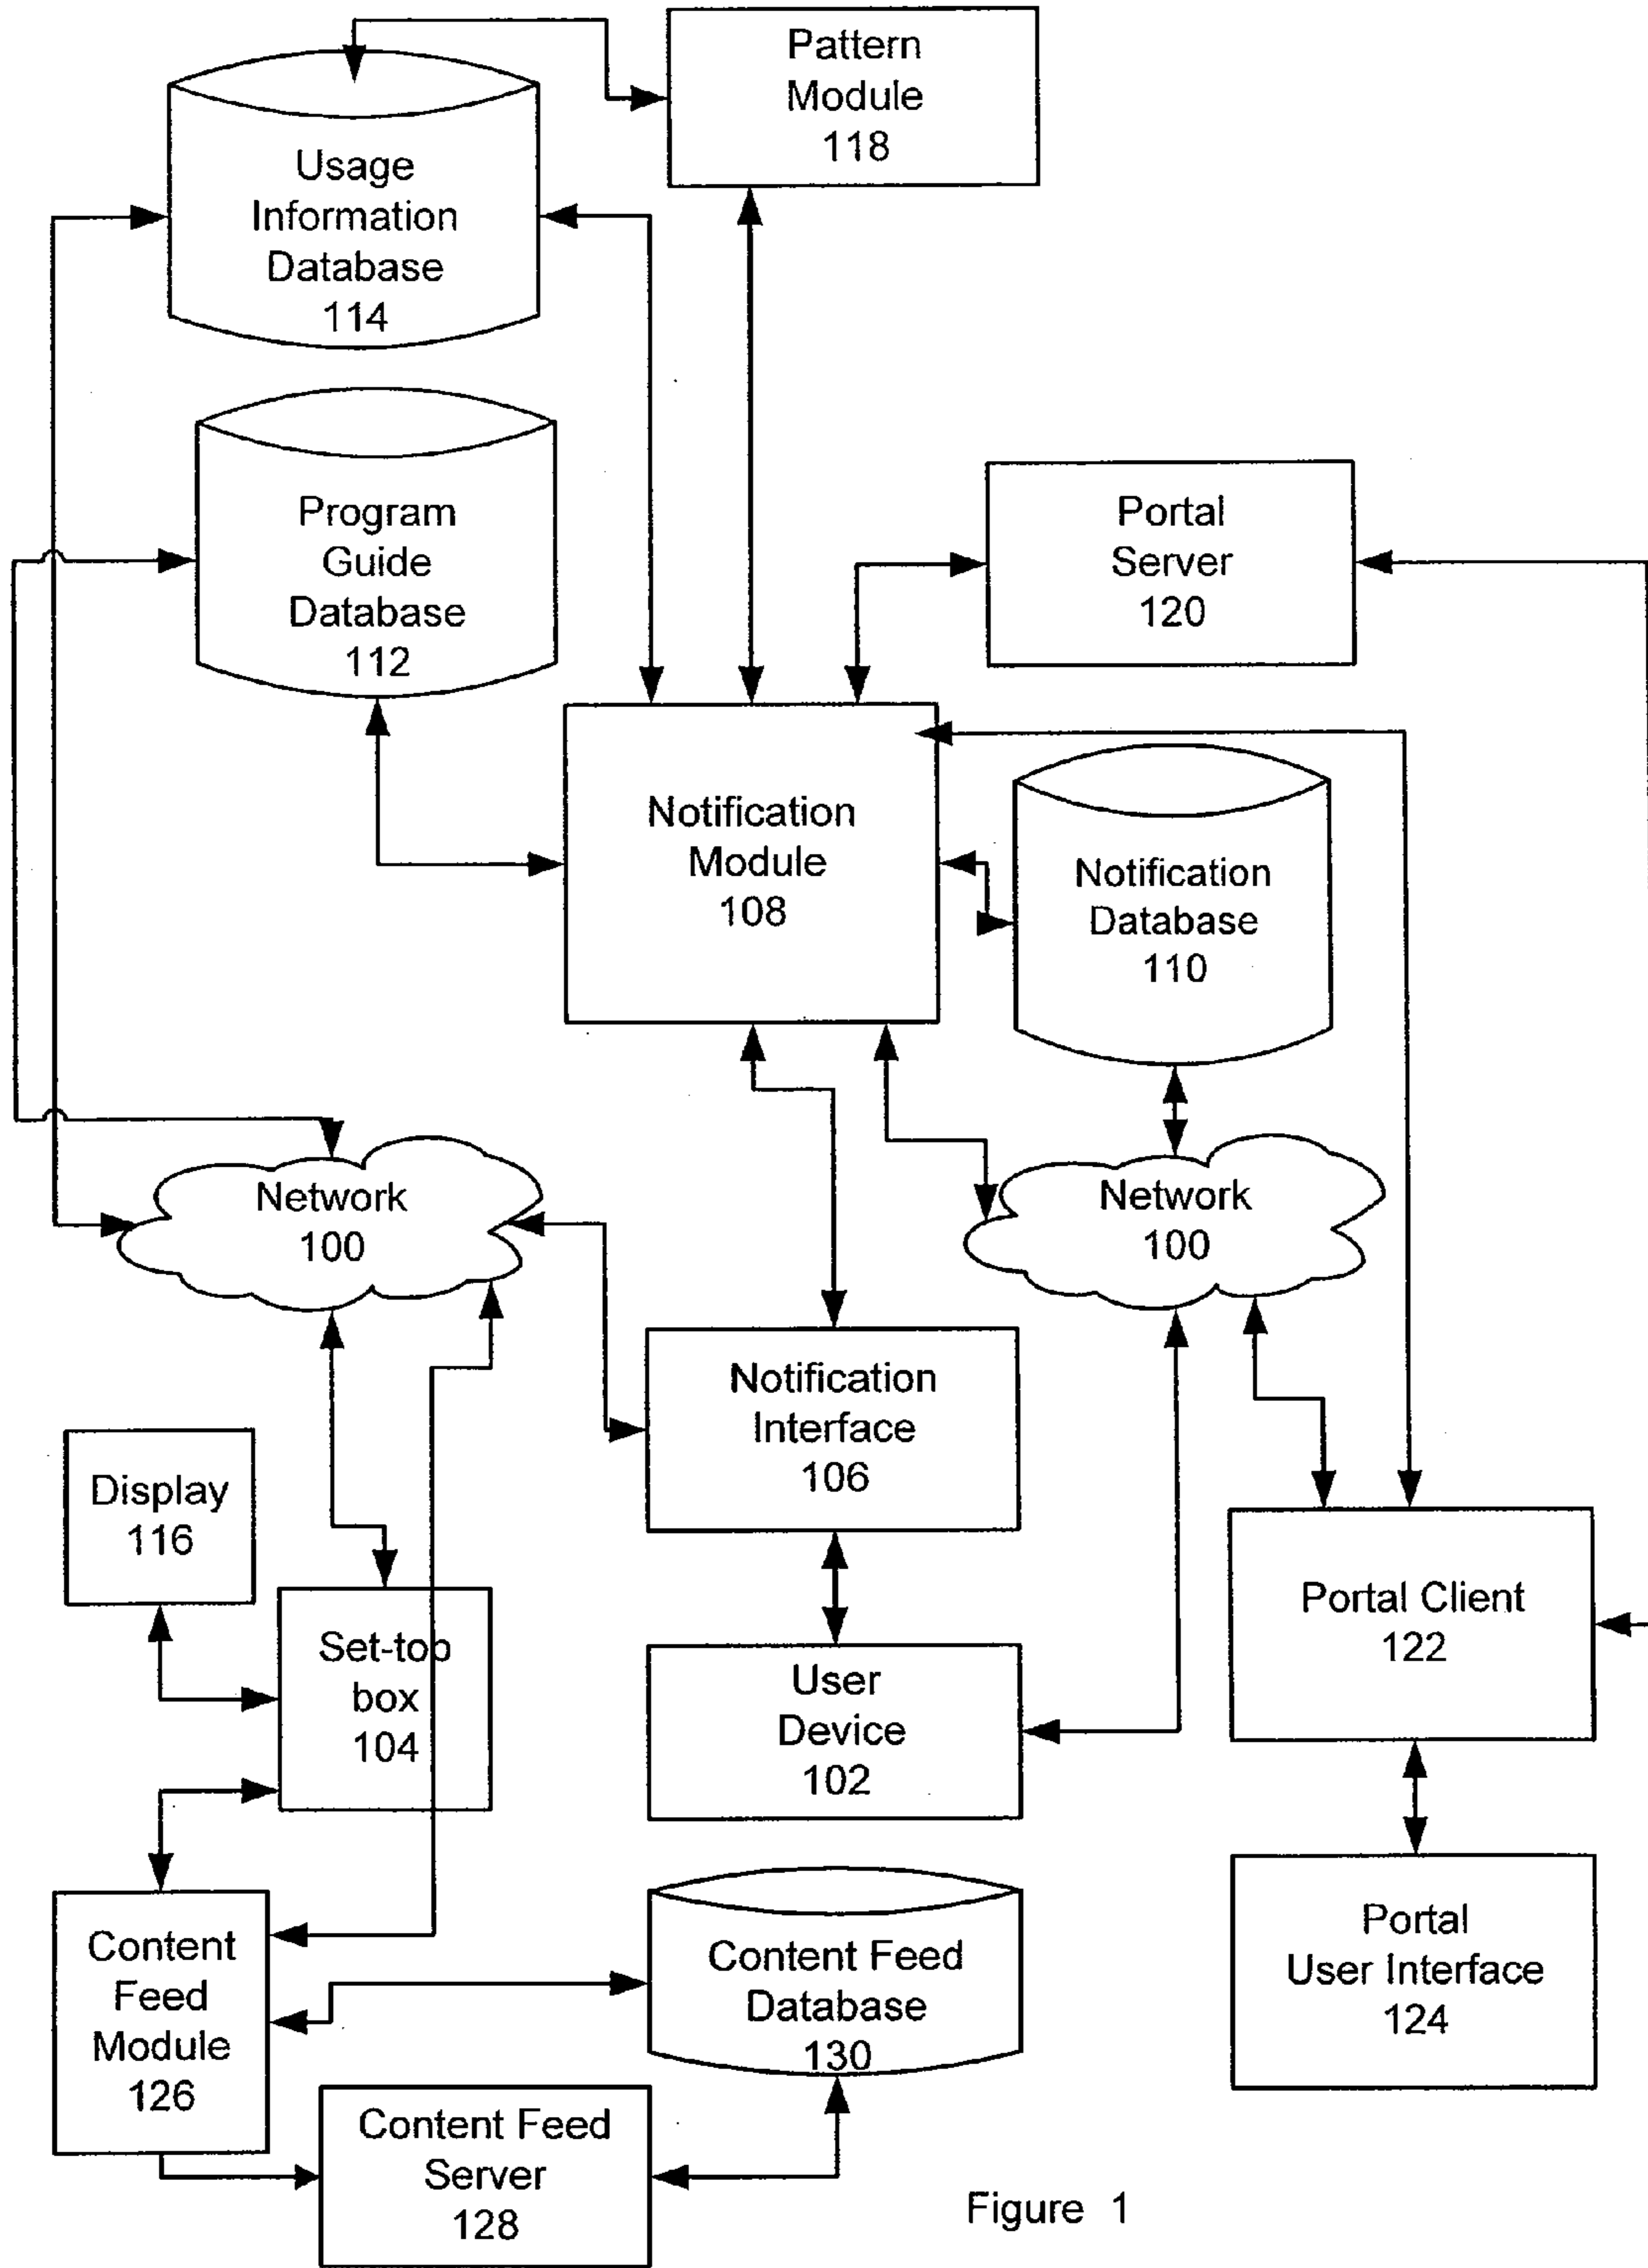 Pattern
Module
118
Usage
Information
Database
114
Program
Guide
Database
112
Portal
Server
120
Notification
Module
108
Notification
Database
110
Network
100
Network
100
Notification
Interface
106
Display
116
Set-top
box
104
User
Device
102
Portal Client
122
Content
Feed
Module
126
Content Feed
Database
130
Portal
User Interface
124
Content Feed
Server
128
Figure 1